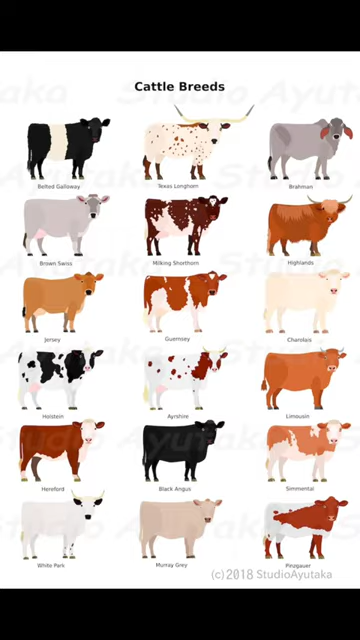 Cattle Breeds
Belted Galloway
Texas Longhorn
Brahman
Brown Swiss
Milking Shorthorn
Highlands
Jersey
Guernsey
Charolais
Holstein
Ayrshire
Limousin
Hereford
Black Angus
Simmental
White Park
Murray Grey
Pinzgauer
(c)2018 StudioAyutaka